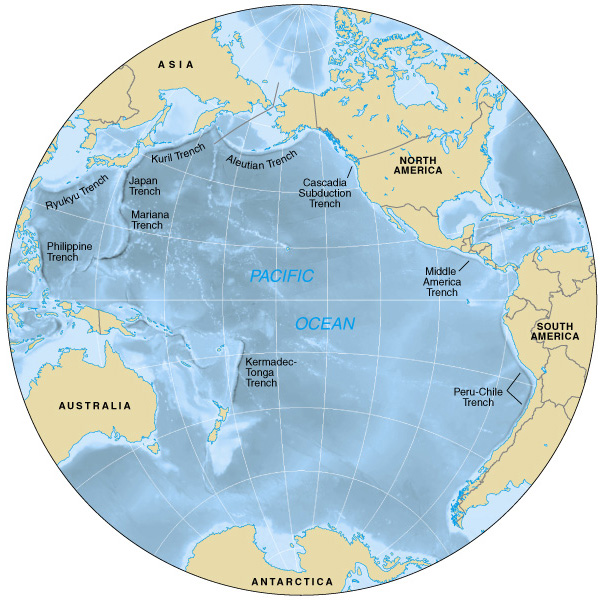 ASIA
Kuril Trench
Aleutian Trench
NORTH
AMERICA
Ryukyu Trench
Japan
Trench
Cascadia
Subduction
Trench
Mariana
Trench
Philippine
Trench
PACIFIC
OCEAN
Middle
America
Trench
SOUTH
AMERICA
Kermadec-
Tonga
Trench
Peru-Chile
Trench
AUSTRALIA
ANTARCTICA